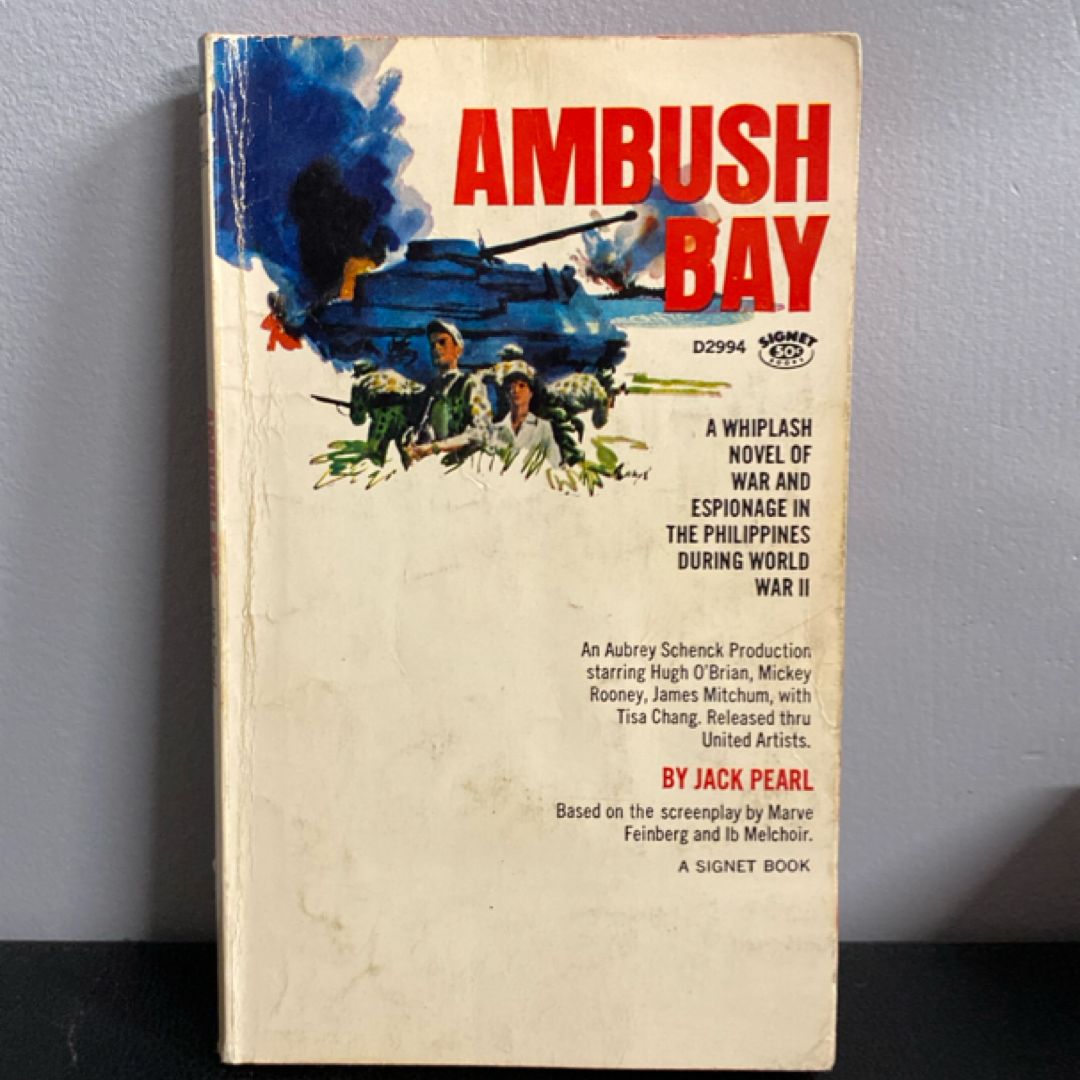 AMBUSH
BAY
D2994
SIGNET
50¢
BOOKS
A WHIPLASH
NOVEL OF
WAR AND
ESPIONAGE IN
THE PHILIPPINES
DURING WORLD
WAR II
An Aubrey Schenck Production
starring Hugh O'Brian, Mickey
Rooney, James Mitchum, with
Tisa Chang. Released thru
United Artists.
BY JACK PEARL
Based on the screenplay by Marve
Feinberg and Ib Melchoir.
A SIGNET BOOK